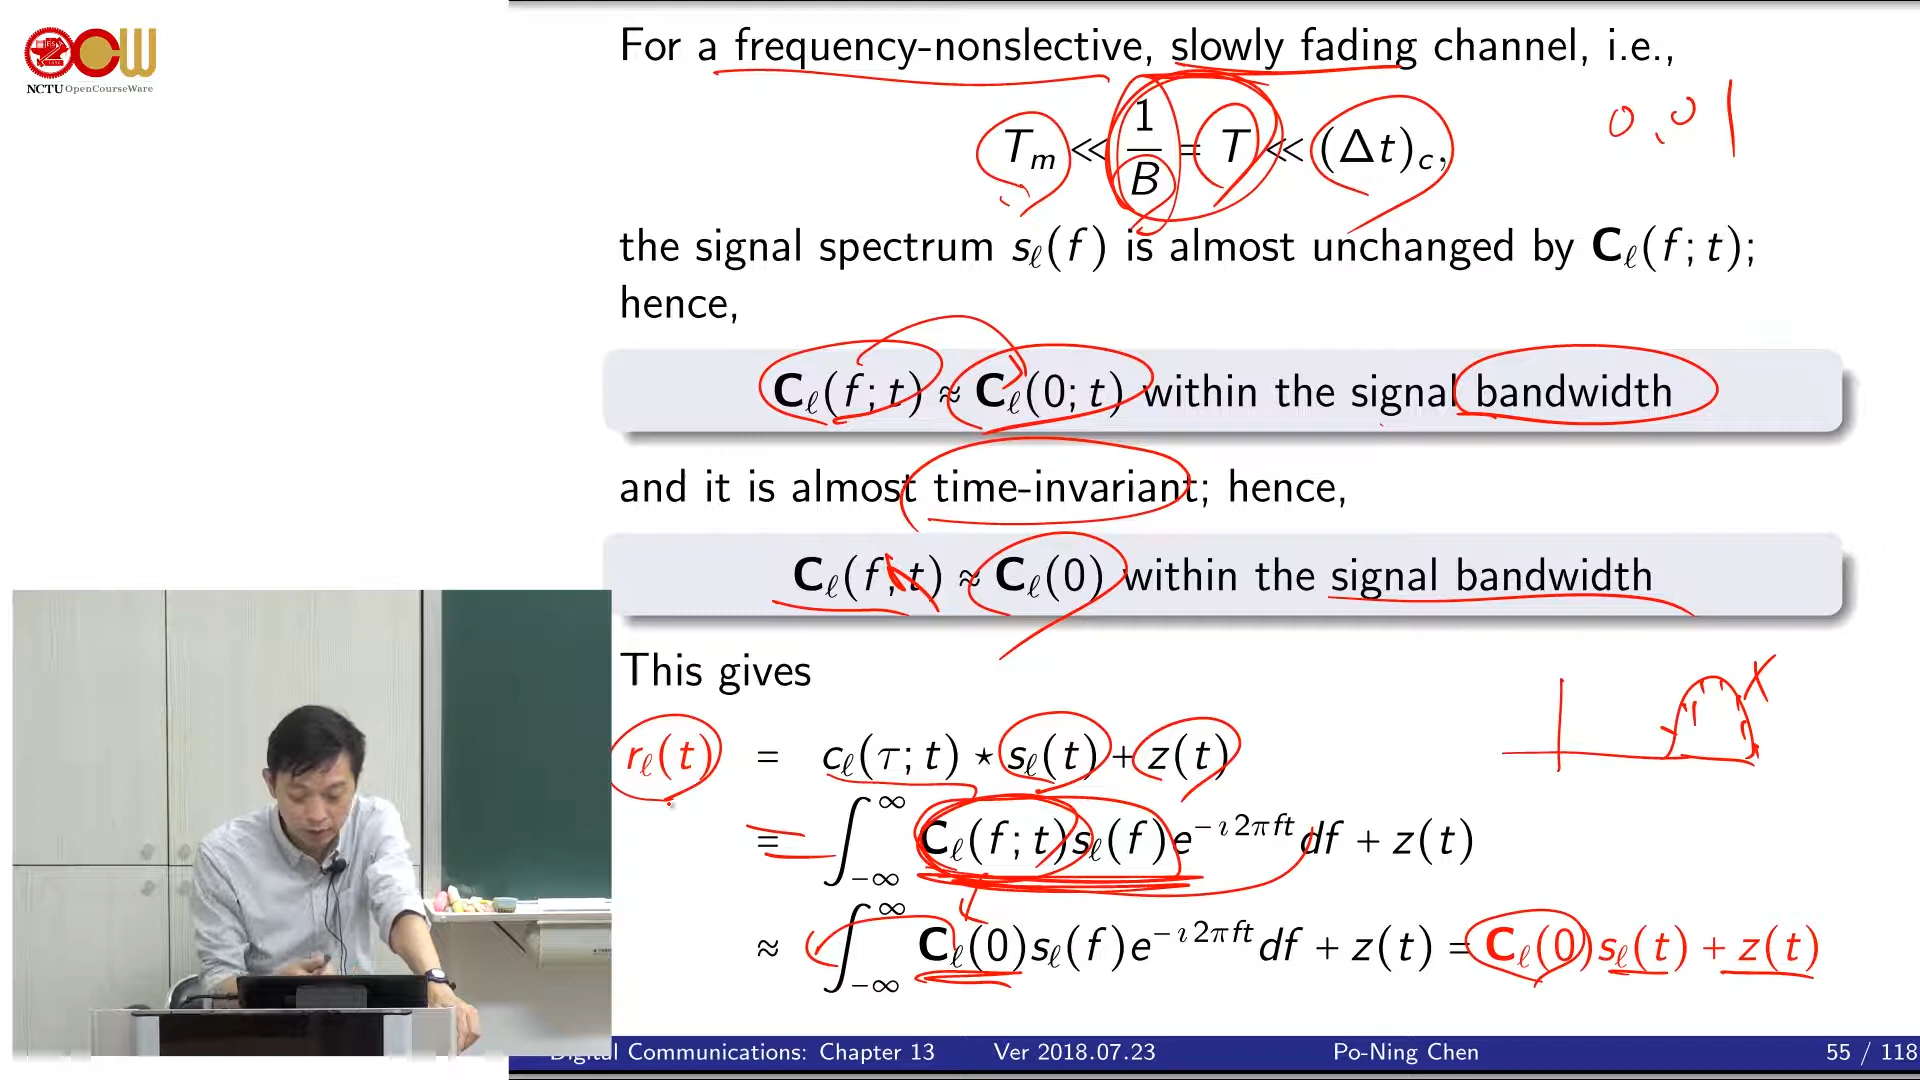 NCTU OpenCourseWare
For a frequency-nonslective, slowly fading channel, i.e.,
T_m ≪ 1/B = T ≪ (Δt)_c,
0.01
the signal spectrum s_ℓ(f) is almost unchanged by C_ℓ(f; t);
hence,
C_ℓ(f; t) ≈ C_ℓ(0; t) within the signal bandwidth
and it is almost time-invariant; hence,
C_ℓ(f; t) ≈ C_ℓ(0) within the signal bandwidth
This gives
r_ℓ(t) = c_ℓ(τ; t) ⋆ s_ℓ(t) + z(t)
= ∫_{−∞}^{∞} C_ℓ(f; t)s_ℓ(f)e^{−ı2πft}df + z(t)
≈ ∫_{−∞}^{∞} C_ℓ(0)s_ℓ(f)e^{−ı2πft}df + z(t) = C_ℓ(0)s_ℓ(t) + z(t)
Digital Communications: Chapter 13 Ver 2018.07.23 Po-Ning Chen 55 / 118